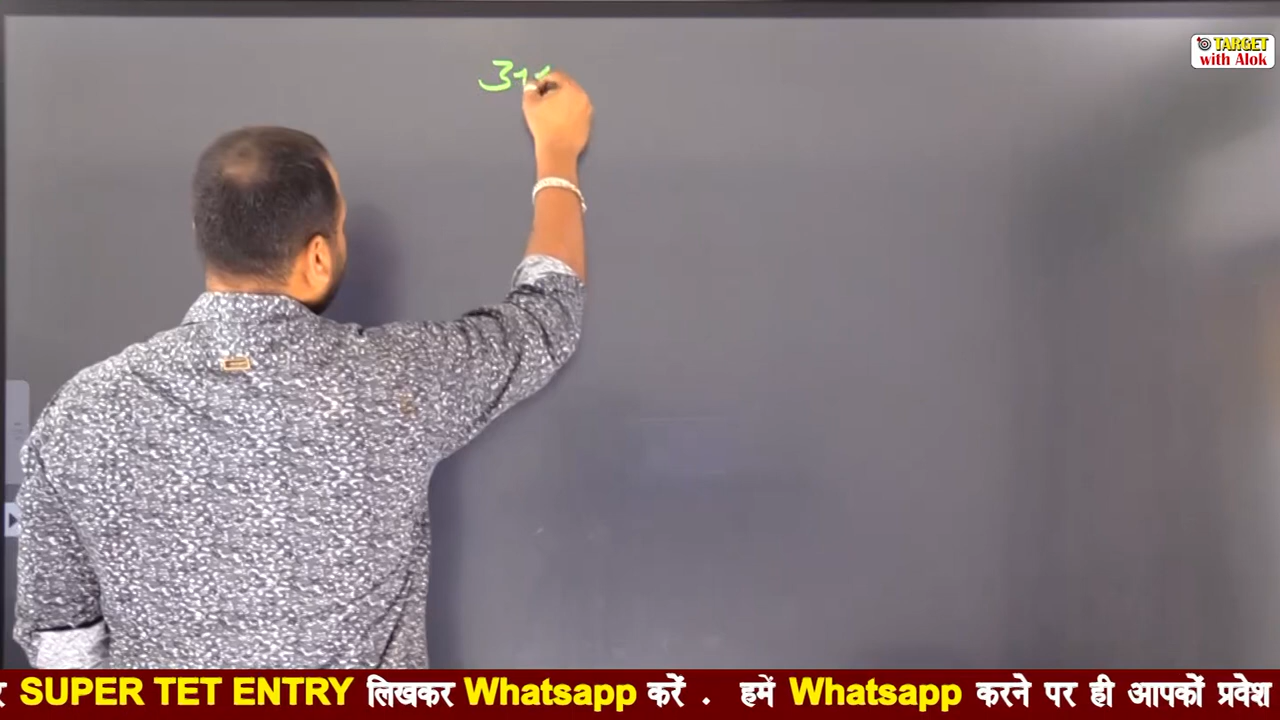 TARGET
with Alok
SUPER TET ENTRY लिखकर Whatsapp करें . हमें Whatsapp करने पर ही आपकों प्रवेश